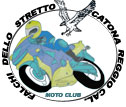 FALCHI DELLO STRETTO CATONA REGGIO CAL
MOTO CLUB